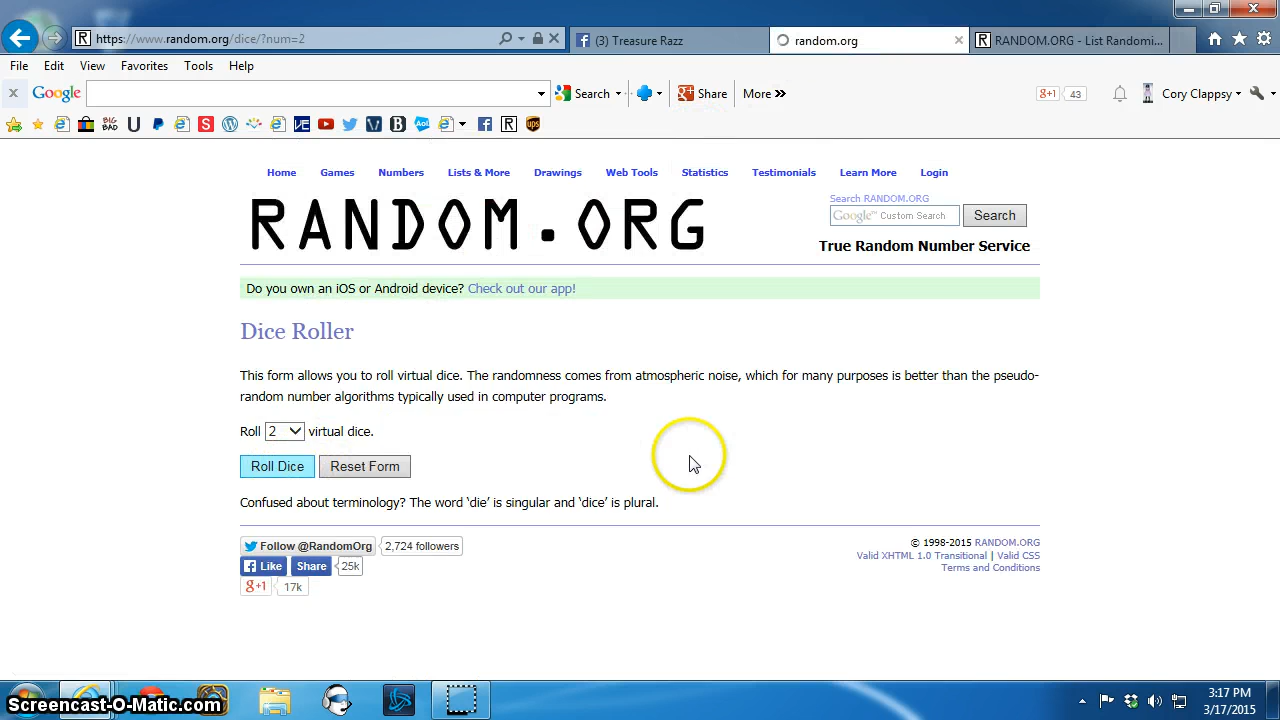 https://www.random.org/dice/?num=2
(3) Treasure Razz
random.org
RANDOM.ORG - List Randomi...
File Edit View Favorites Tools Help
x Google Search Share More » g+1 43 Cory Clappsy
BIG BAD
Home Games Numbers Lists & More Drawings Web Tools Statistics Testimonials Learn More Login
Search RANDOM.ORG
RANDOM.ORG
Google™ Custom Search Search
True Random Number Service
Do you own an iOS or Android device? Check out our app!
Dice Roller
This form allows you to roll virtual dice. The randomness comes from atmospheric noise, which for many purposes is better than the pseudo-
random number algorithms typically used in computer programs.
Roll 2 virtual dice.
Roll Dice Reset Form
Confused about terminology? The word ‘die’ is singular and ‘dice’ is plural.
Follow @RandomOrg 2,724 followers
Like Share 25k
g+1 17k
© 1998-2015 RANDOM.ORG
Valid XHTML 1.0 Transitional | Valid CSS
Terms and Conditions
Screencast-O-Matic.com
3:17 PM
3/17/2015